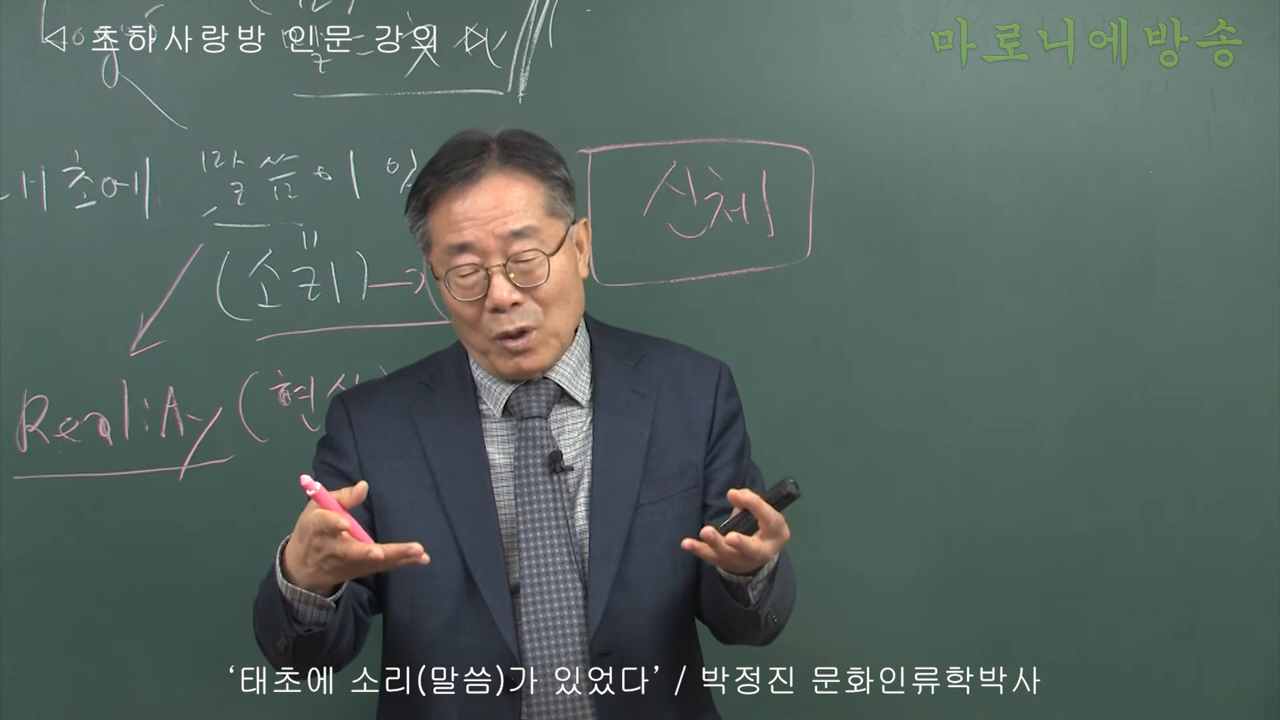 ◁ 초하사랑방 인문 강의 ▷
마로니에방송
태초에 말씀이 있
신체
(소리)→
Reality (현상)
‘태초에 소리(말씀)가 있었다’ / 박정진 문화인류학박사